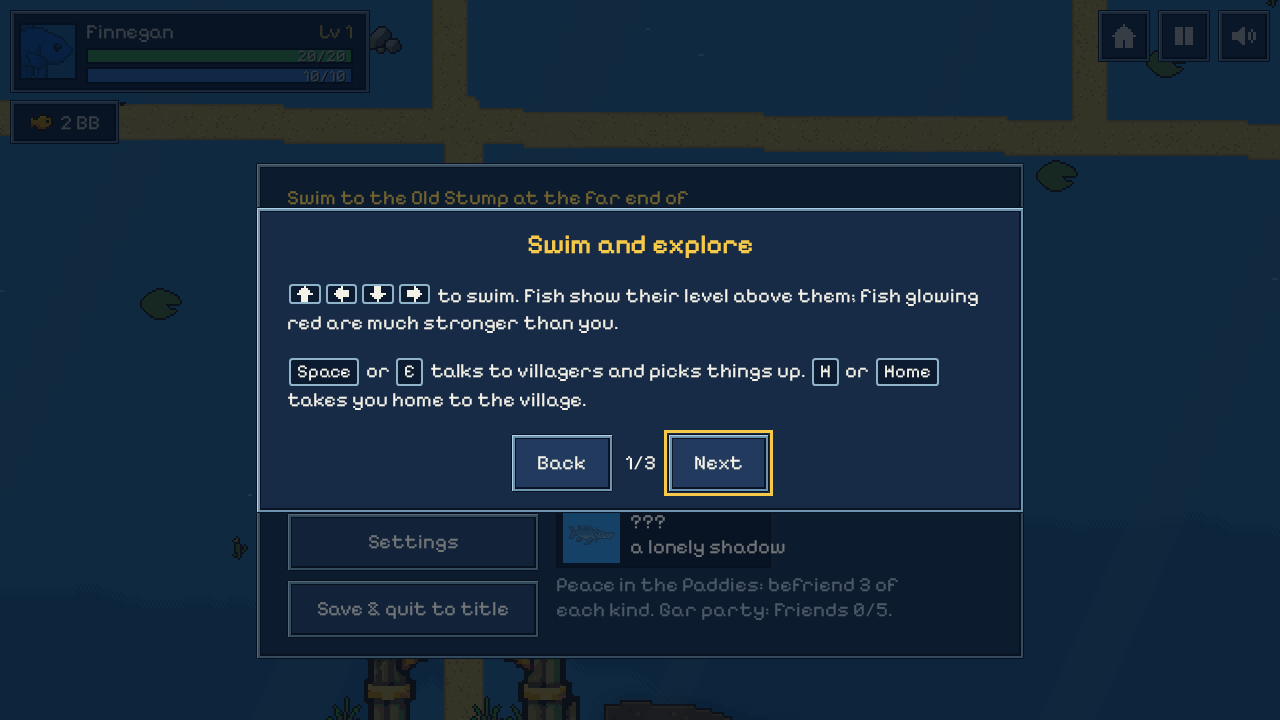 Finnegan Lv 1
20/20
10/10
2 BB
Swim to the Old Stump at the far end of
Swim and explore
to swim. Fish show their level above them; fish glowing
red are much stronger than you.
Space or E talks to villagers and picks things up. H or Home
takes you home to the village.
Back 1/3 Next
Settings
???
a lonely shadow
Save & quit to title
Peace in the Paddies: befriend 3 of
each kind. Gar party: Friends 0/5.